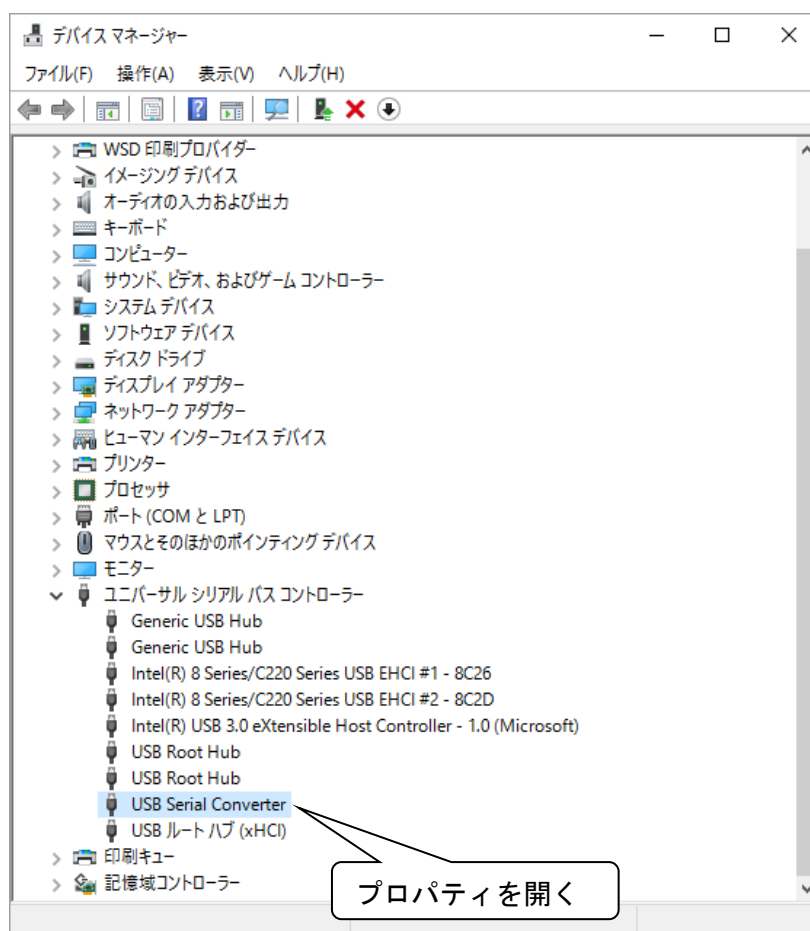 デバイス マネージャー
ファイル(F) 操作(A) 表示(V) ヘルプ(H)
WSD 印刷プロバイダー
イメージング デバイス
オーディオの入力および出力
キーボード
コンピューター
サウンド、ビデオ、およびゲーム コントローラー
システム デバイス
ソフトウェア デバイス
ディスク ドライブ
ディスプレイ アダプター
ネットワーク アダプター
ヒューマン インターフェイス デバイス
プリンター
プロセッサ
ポート (COM と LPT)
マウスとそのほかのポインティング デバイス
モニター
ユニバーサル シリアル バス コントローラー
Generic USB Hub
Generic USB Hub
Intel(R) 8 Series/C220 Series USB EHCI #1 - 8C26
Intel(R) 8 Series/C220 Series USB EHCI #2 - 8C2D
Intel(R) USB 3.0 eXtensible Host Controller - 1.0 (Microsoft)
USB Root Hub
USB Root Hub
USB Serial Converter
USB ルート ハブ (xHCI)
印刷キュー
記憶域コントローラー
プロパティを開く